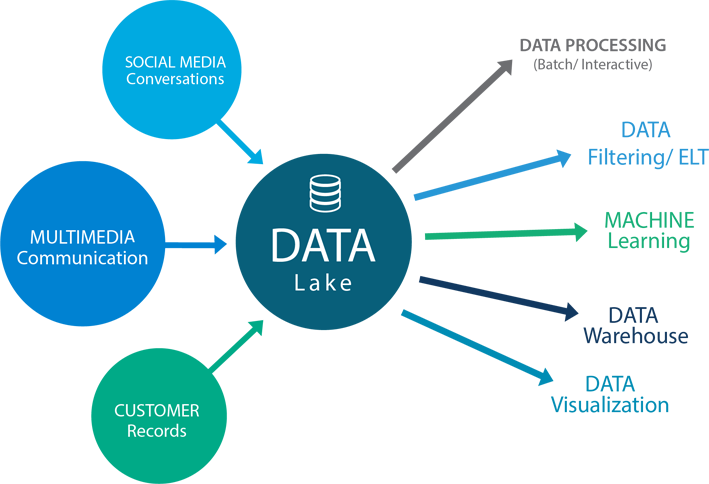 SOCIAL MEDIA
Conversations
MULTIMEDIA
Communication
CUSTOMER
Records
DATA
Lake
DATA PROCESSING
(Batch/ Interactive)
DATA
Filtering/ ELT
MACHINE
Learning
DATA
Warehouse
DATA
Visualization